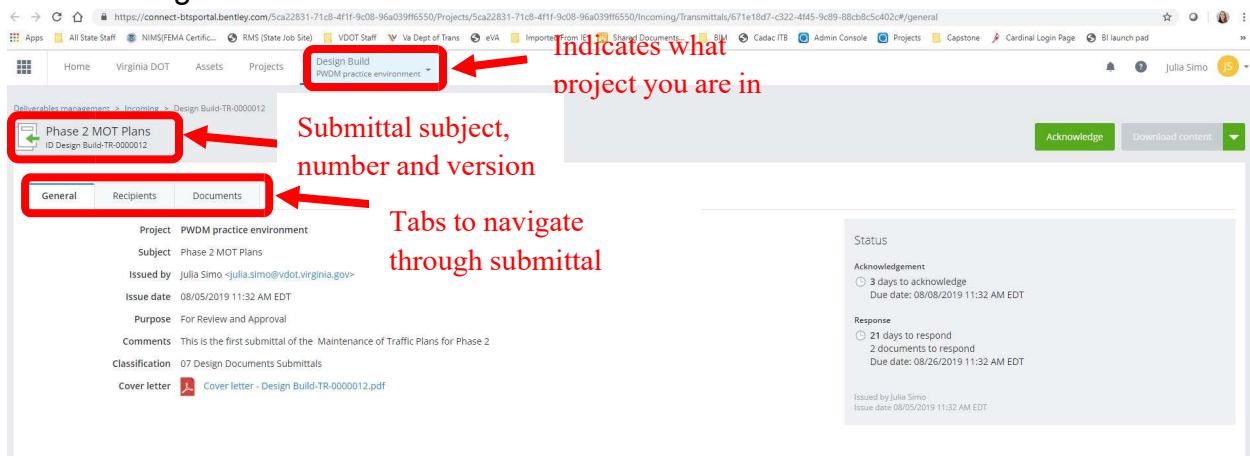 https://connect-btsportal.bentley.com/5ca22831-71c8-4f1f-9c08-96a039ff6550/Projects/5ca22831-71c8-4f1f-9c08-96a039ff6550/Incoming/Transmittals/671e18d7-c322-4f45-9c89-88cb8c5c402c#/general
Apps All State Staff NIMS(FEMA Certific... RMS (State Job Site) VDOT Staff Va Dept of Trans eVA Imported From IE Shared Documents... BIM Cadac ITB Admin Console Projects Capstone Cardinal Login Page BI launch pad »
Indicates what
project you are in
Home Virginia DOT Assets Projects Design Build
PWDM practice environment
Julia Simo JS
Deliverables management > Incoming > Design Build-TR-0000012
Phase 2 MOT Plans
ID Design Build-TR-0000012
Submittal subject,
number and version
Acknowledge Download content
General Recipients Documents
Tabs to navigate
through submittal
Project PWDM practice environment
Subject Phase 2 MOT Plans
Issued by Julia Simo <julia.simo@vdot.virginia.gov>
Issue date 08/05/2019 11:32 AM EDT
Purpose For Review and Approval
Comments This is the first submittal of the Maintenance of Traffic Plans for Phase 2
Classification 07 Design Documents Submittals
Cover letter Cover letter - Design Build-TR-0000012.pdf
Status
Acknowledgement
3 days to acknowledge
Due date: 08/08/2019 11:32 AM EDT
Response
21 days to respond
2 documents to respond
Due date: 08/26/2019 11:32 AM EDT
Issued by Julia Simo
Issue date 08/05/2019 11:32 AM EDT